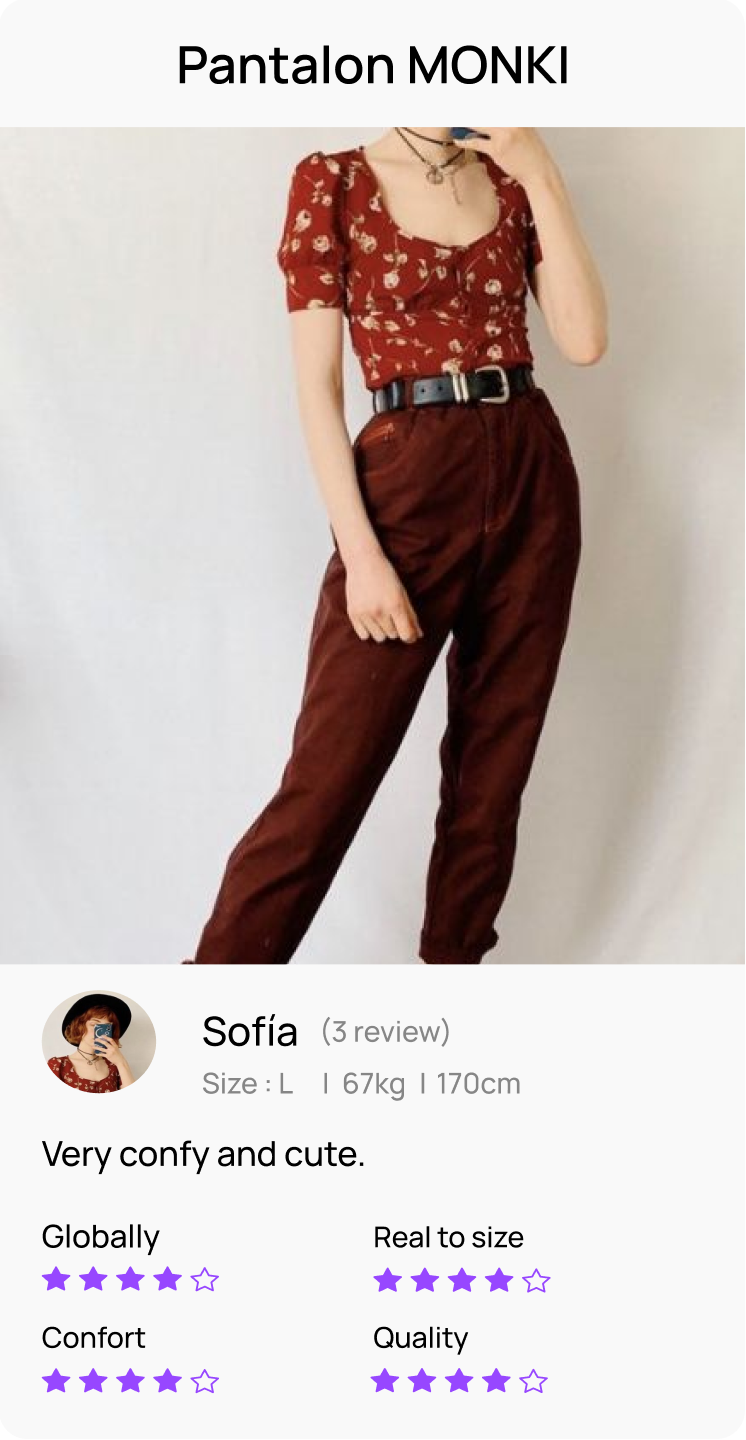 Pantalon MONKI
Sofía (3 review)
Size : L | 67kg | 170cm
Very confy and cute.
Globally
Real to size
Confort
Quality